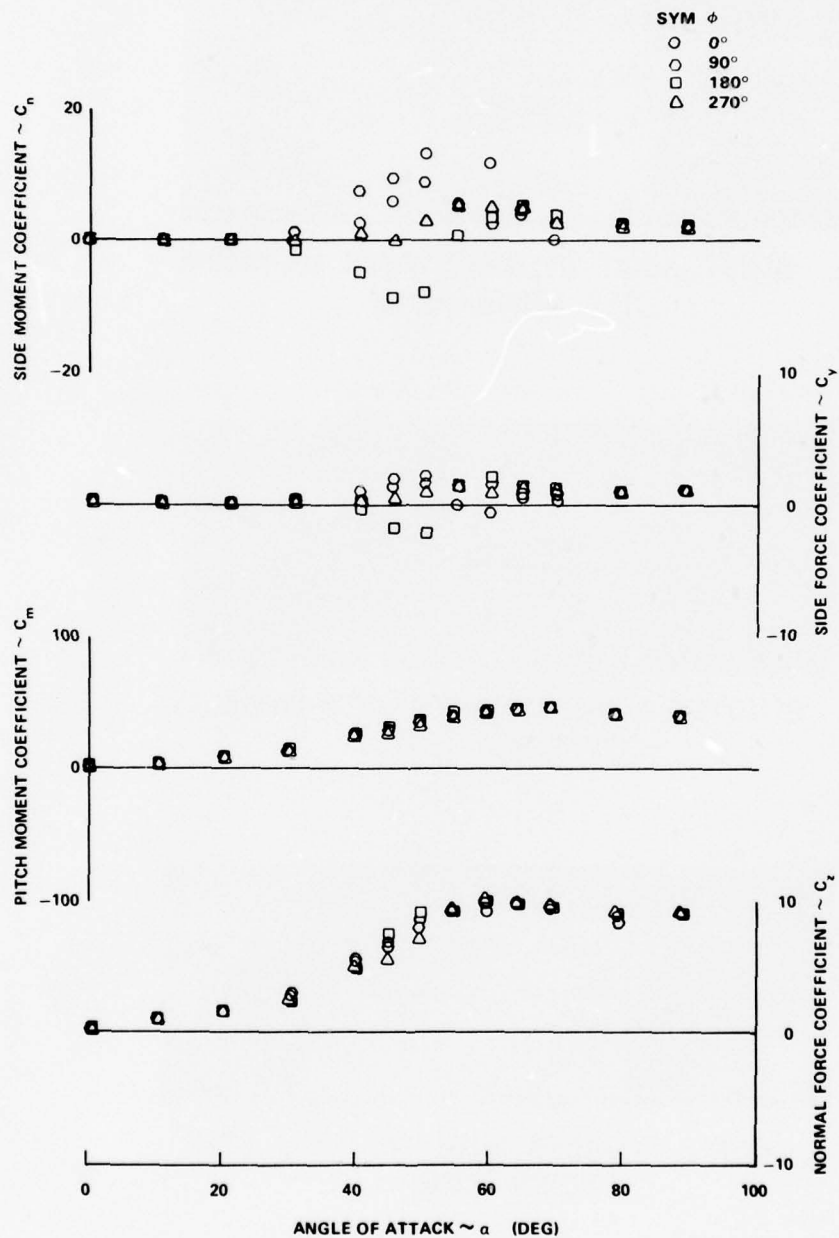 SYM ϕ
○ 0°
⬡ 90°
□ 180°
△ 270°
SIDE MOMENT COEFFICIENT ~ Cₙ
20
0
−20
SIDE FORCE COEFFICIENT ~ Cᵧ
10
0
−10
PITCH MOMENT COEFFICIENT ~ Cₘ
100
0
−100
NORMAL FORCE COEFFICIENT ~ C_z
10
0
−10
0 20 40 60 80 100
ANGLE OF ATTACK ~ α (DEG)